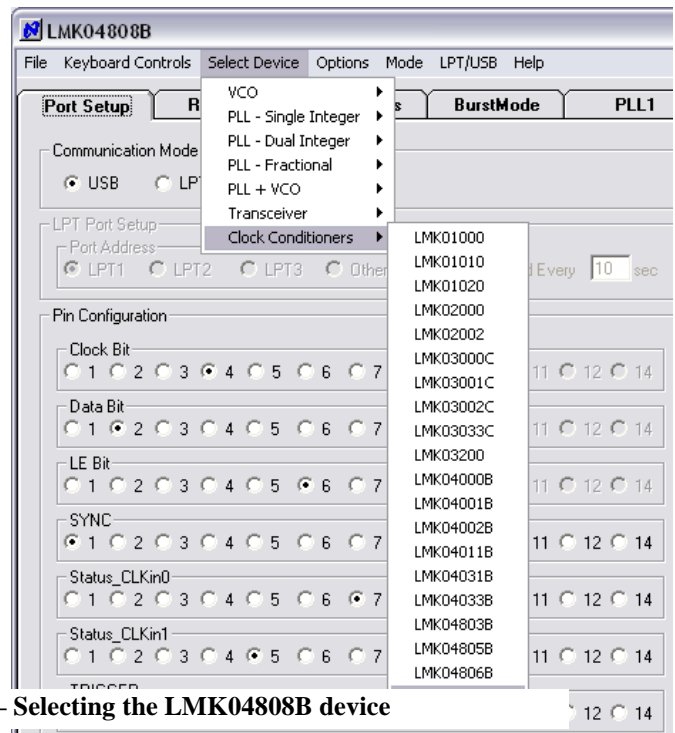 LMK04808B
File Keyboard Controls Select Device Options Mode LPT/USB Help
Port Setup BurstMode PLL1
VCO
PLL - Single Integer
PLL - Dual Integer
PLL - Fractional
PLL + VCO
Transceiver
Clock Conditioners
Communication Mode
USB
LPT Port Setup
Port Address
LPT1 LPT2 LPT3 Other Every 10 sec
LMK01000
LMK01010
LMK01020
LMK02000
LMK02002
LMK03000C
LMK03001C
LMK03002C
LMK03033C
LMK03200
LMK04000B
LMK04001B
LMK04002B
LMK04011B
LMK04031B
LMK04033B
LMK04803B
LMK04805B
LMK04806B
Pin Configuration
Clock Bit
1 2 3 4 5 6 7 11 12 14
Data Bit
1 2 3 4 5 6 7 11 12 14
LE Bit
1 2 3 4 5 6 7 11 12 14
SYNC
1 2 3 4 5 6 7 11 12 14
Status_CLKin0
1 2 3 4 5 6 7 11 12 14
Status_CLKin1
1 2 3 4 5 6 7 11 12 14
TRIGGER
12 14
– Selecting the LMK04808B device